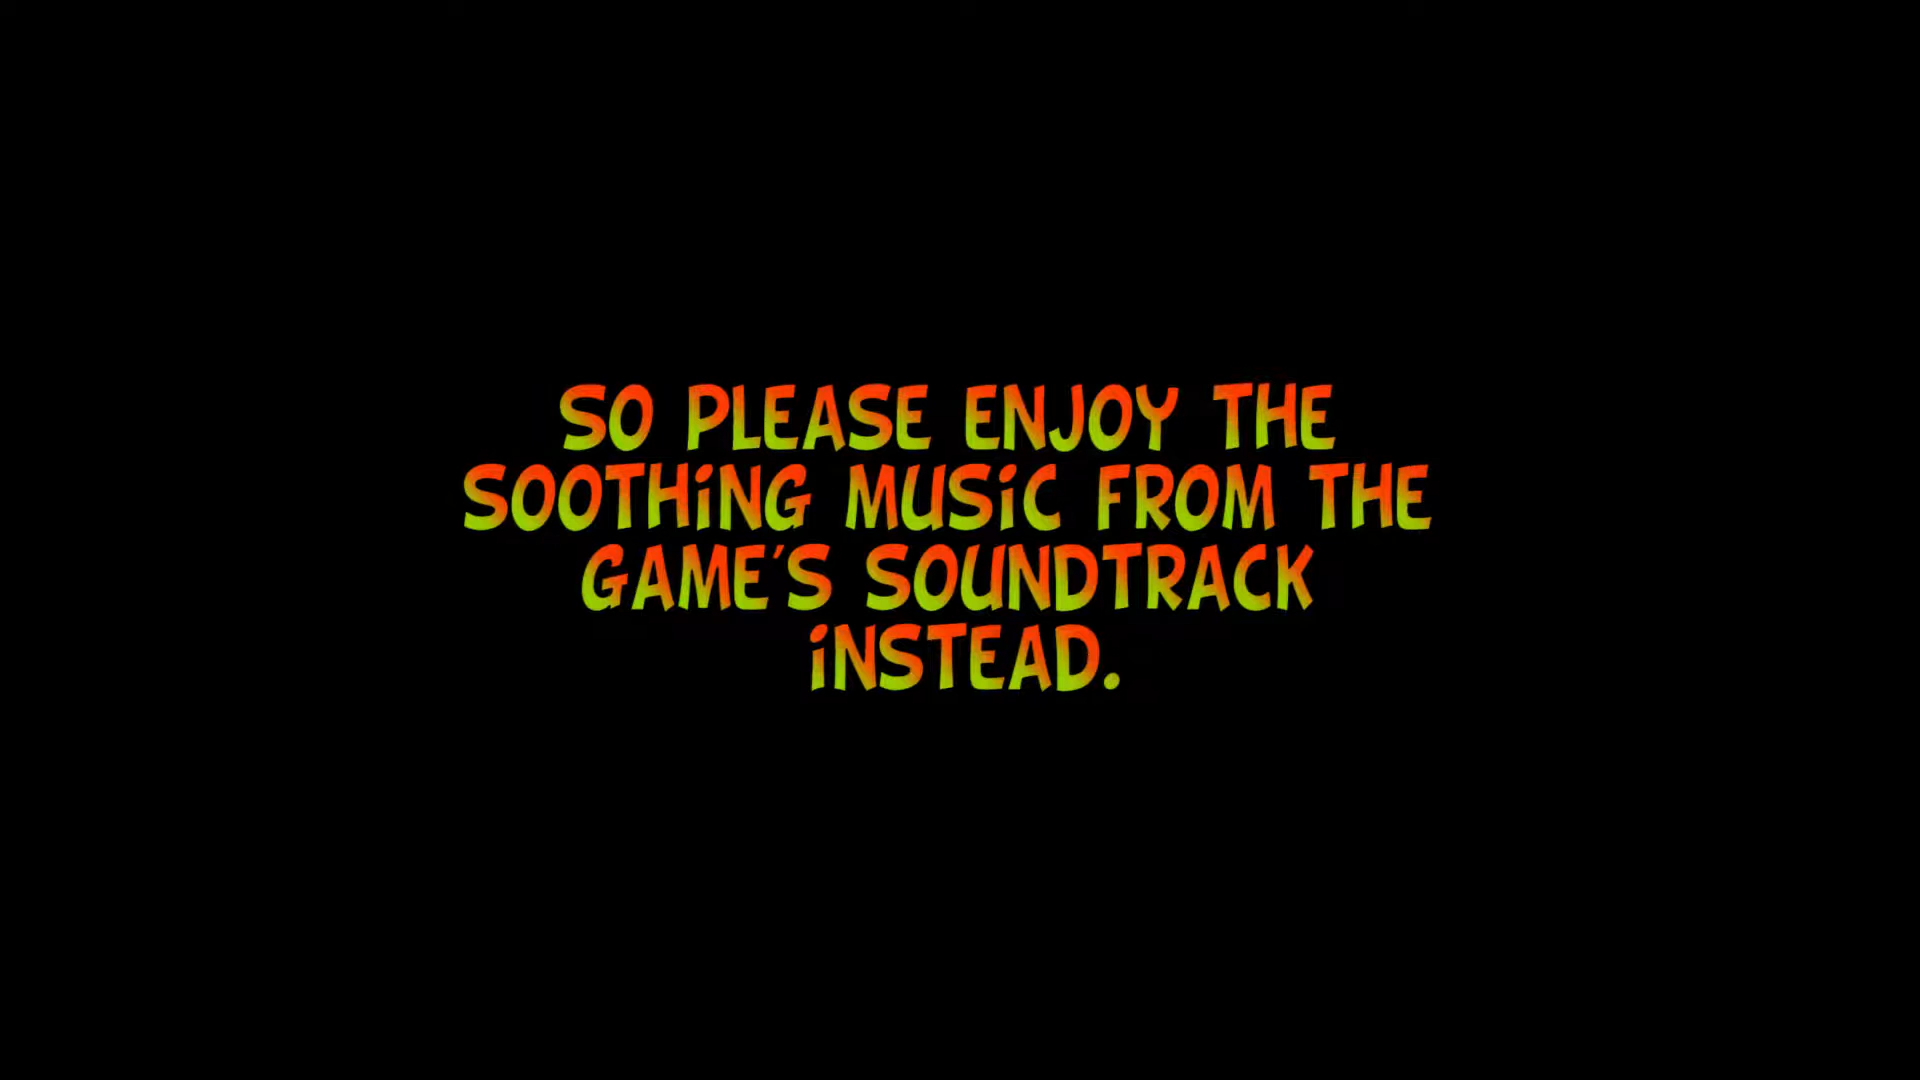 SO PLEASE ENJOY THE
SOOTHiNG MUSiC FROM THE
GAME'S SOUNDTRACK
iNSTEAD.